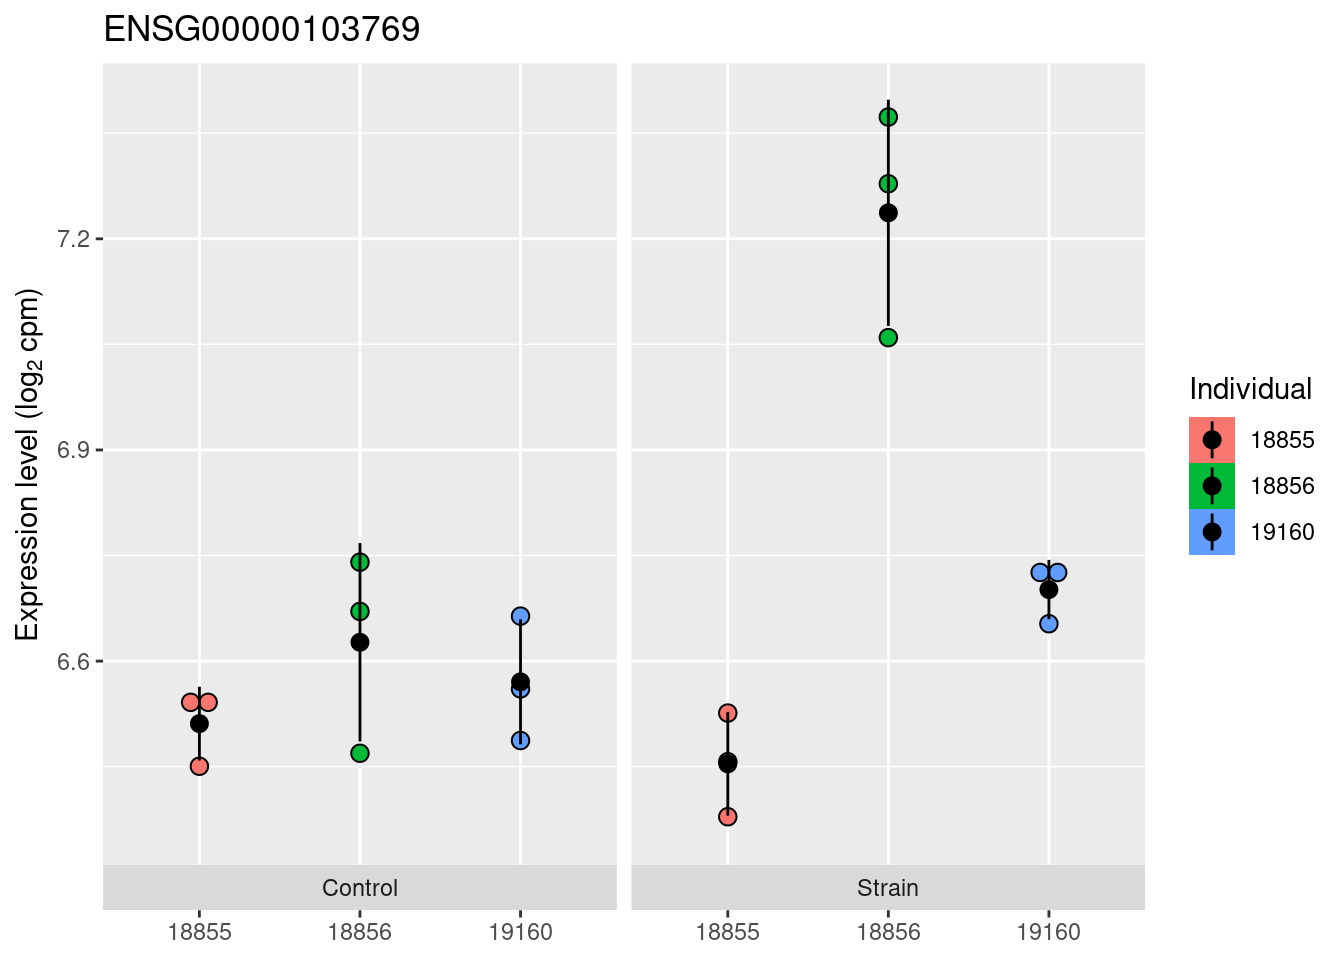 ENSG00000103769
Expression level (log₂ cpm)
7.2
6.9
6.6
Control
Strain
18855
18856
19160
18855
18856
19160
Individual
18855
18856
19160